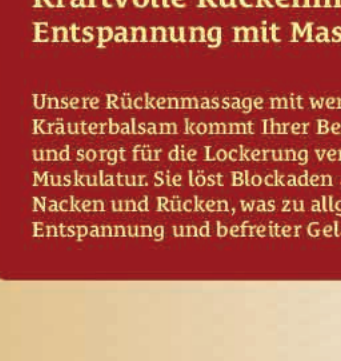 Kraftvolle
Entspannung mit
Unsere Rückenmassage mit
Kräuterbalsam kommt Ihrer
und sorgt für die Lockerung
Muskulatur. Sie löst Blockaden
Nacken und Rücken, was zu
Entspannung und befreiter